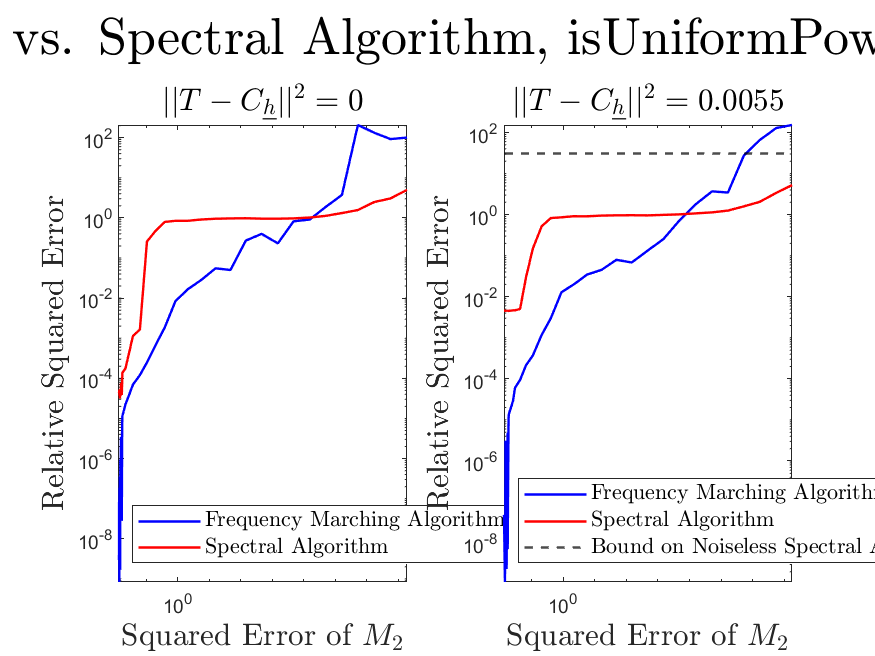 vs. Spectral Algorithm, isUniformPow
||T − C_h||² = 0
||T − C_h||² = 0.0055
Relative Squared Error
10²
10⁰
10⁻²
10⁻⁴
10⁻⁶
10⁻⁸
Frequency Marching Algorithm
Spectral Algorithm
10⁰
Squared Error of M₂
Relative Squared Error
10²
10⁰
10⁻²
10⁻⁴
10⁻⁶
10⁻⁸
Frequency Marching Algorith
Spectral Algorithm
Bound on Noiseless Spectral A
10⁰
Squared Error of M₂